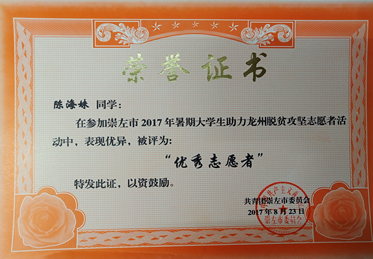 荣誉证书
陈海妹 同学：
在参加崇左市2017年暑期大学生助力龙州脱贫攻坚志愿者活
动中，表现优异，被评为：
“优秀志愿者”
特发此证，以资鼓励。
共青团崇左市委员会
2017年8月23日